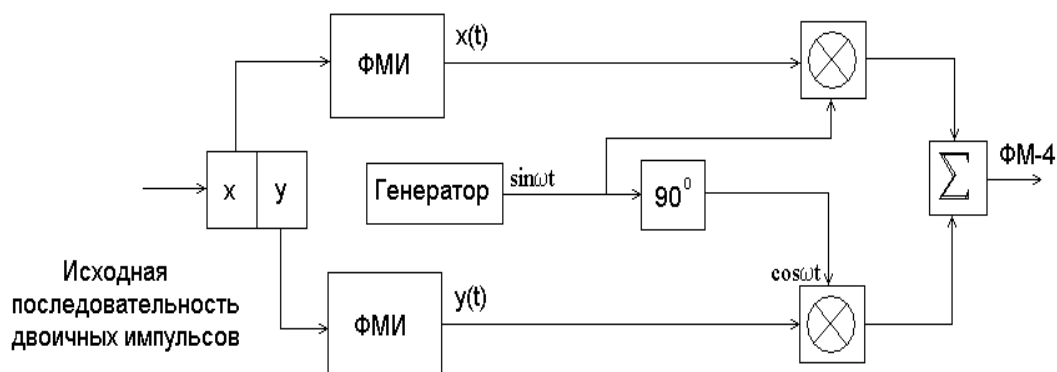 ФМИ
x(t)
x
y
Генератор
sinωt
90⁰
Σ
ФМ-4
Исходная
последовательность
двоичных импульсов
ФМИ
y(t)
cosωt